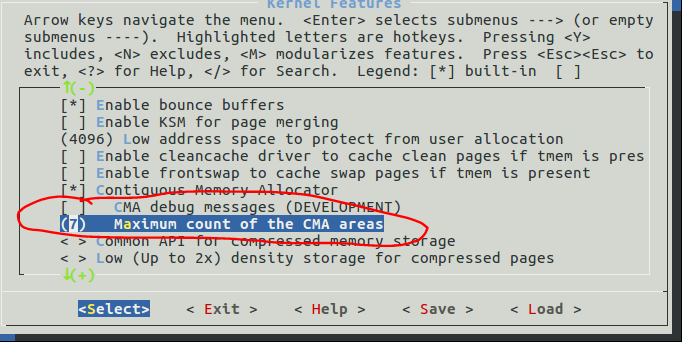 Kernel Features
Arrow keys navigate the menu.  <Enter> selects submenus ---> (or empty
submenus ----).  Highlighted letters are hotkeys.  Pressing <Y>
includes, <N> excludes, <M> modularizes features.  Press <Esc><Esc> to
exit, <?> for Help, </> for Search.  Legend: [*] built-in  [ ]
↑(-)
[*] Enable bounce buffers
[ ] Enable KSM for page merging
(4096) Low address space to protect from user allocation
[ ] Enable cleancache driver to cache clean pages if tmem is pres
[ ] Enable frontswap to cache swap pages if tmem is present
[*] Contiguous Memory Allocator
[ ]   CMA debug messages (DEVELOPMENT)
(7)   Maximum count of the CMA areas
< > Common API for compressed memory storage
< > Low (Up to 2x) density storage for compressed pages
↓(+)
<Select>    < Exit >    < Help >    < Save >    < Load >